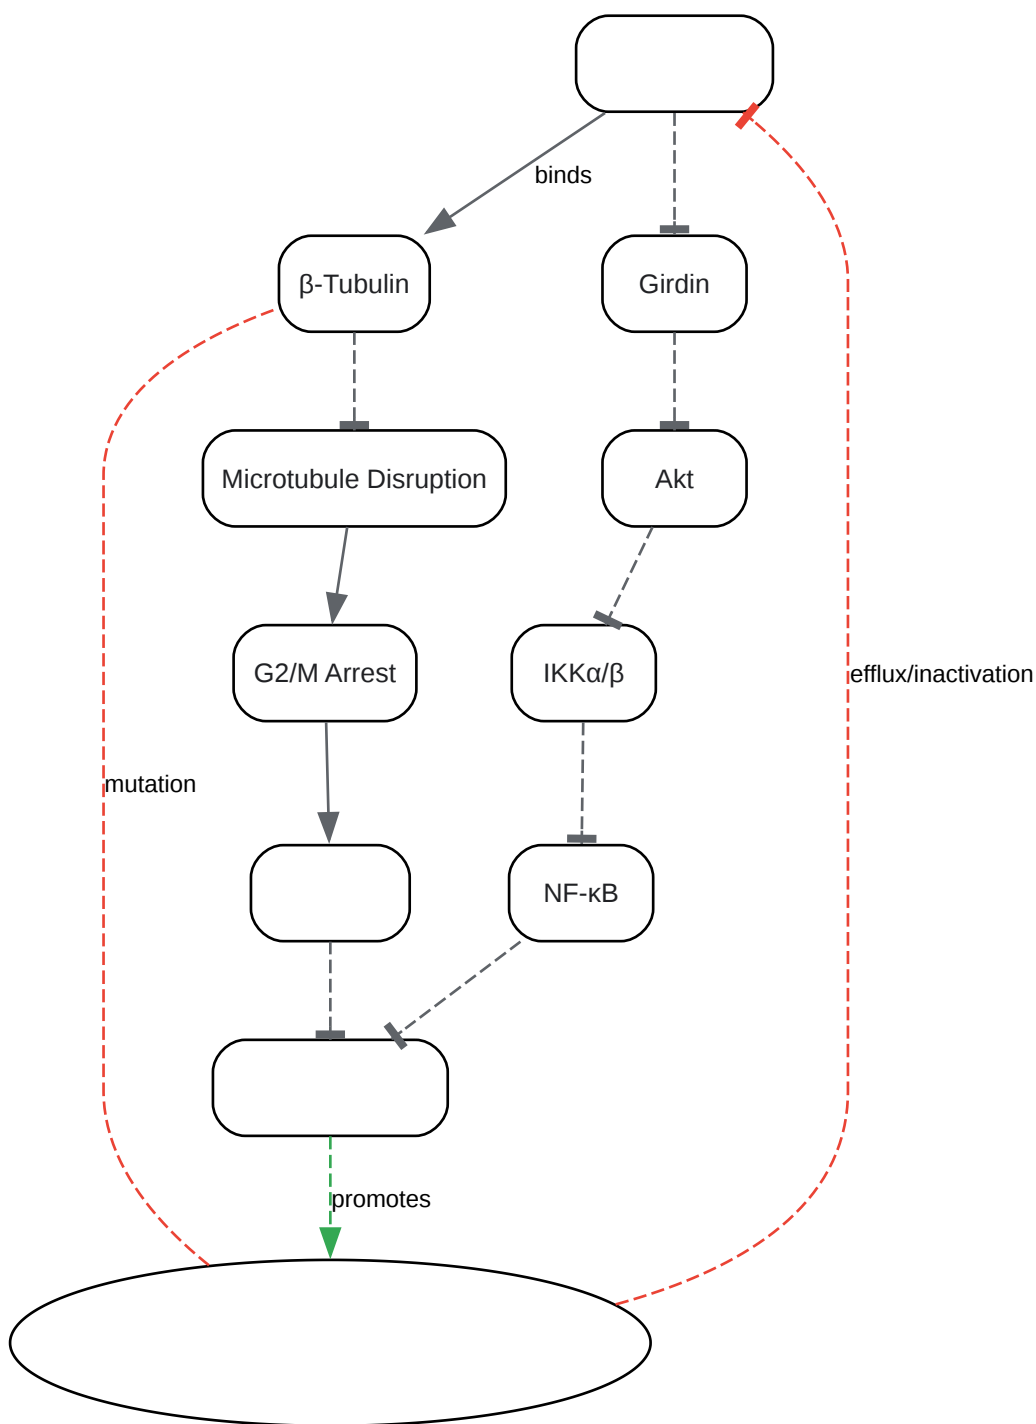 binds
β-Tubulin
Girdin
Microtubule Disruption
Akt
G2/M Arrest
IKKα/β
efflux/inactivation
mutation
NF-κB
promotes